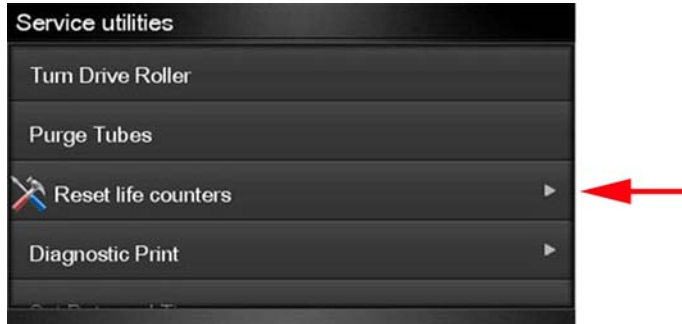 Service utilities
Turn Drive Roller
Purge Tubes
Reset life counters
Diagnostic Print